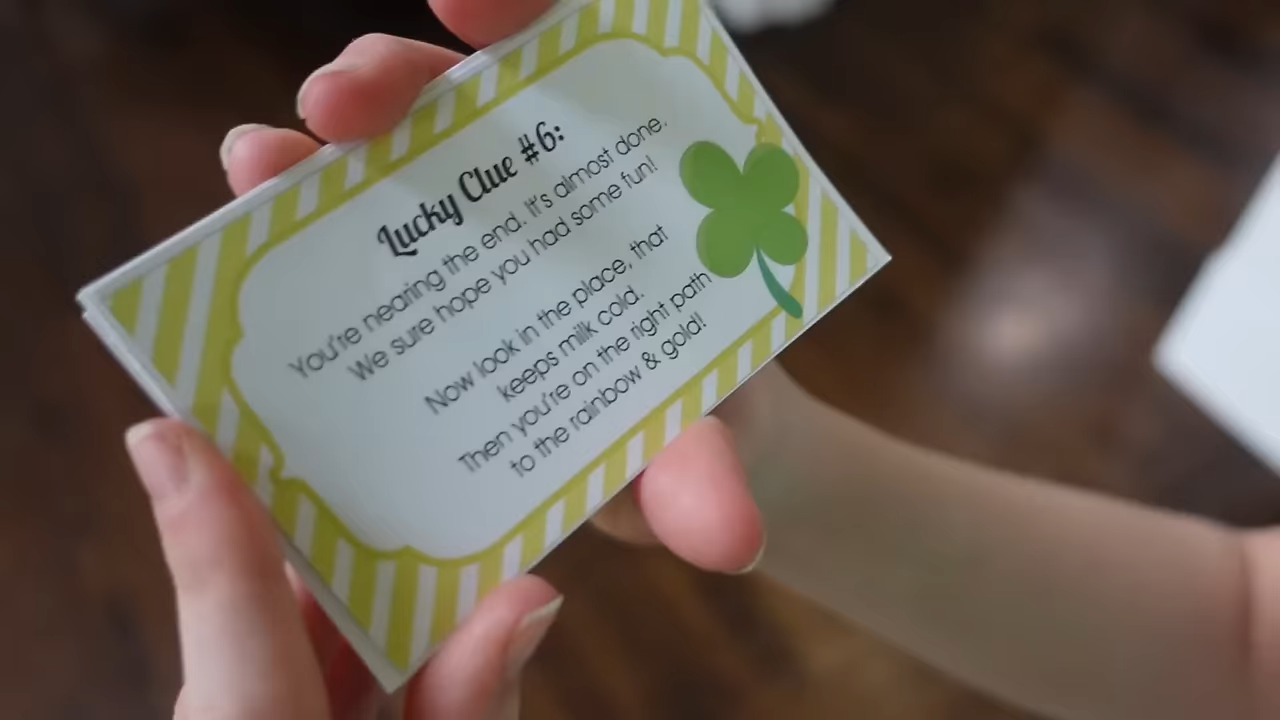 Lucky Clue #6:
You're nearing the end. It's almost done.
We sure hope you had some fun!
Now look in the place, that
keeps milk cold.
Then you're on the right path
to the rainbow & gold!